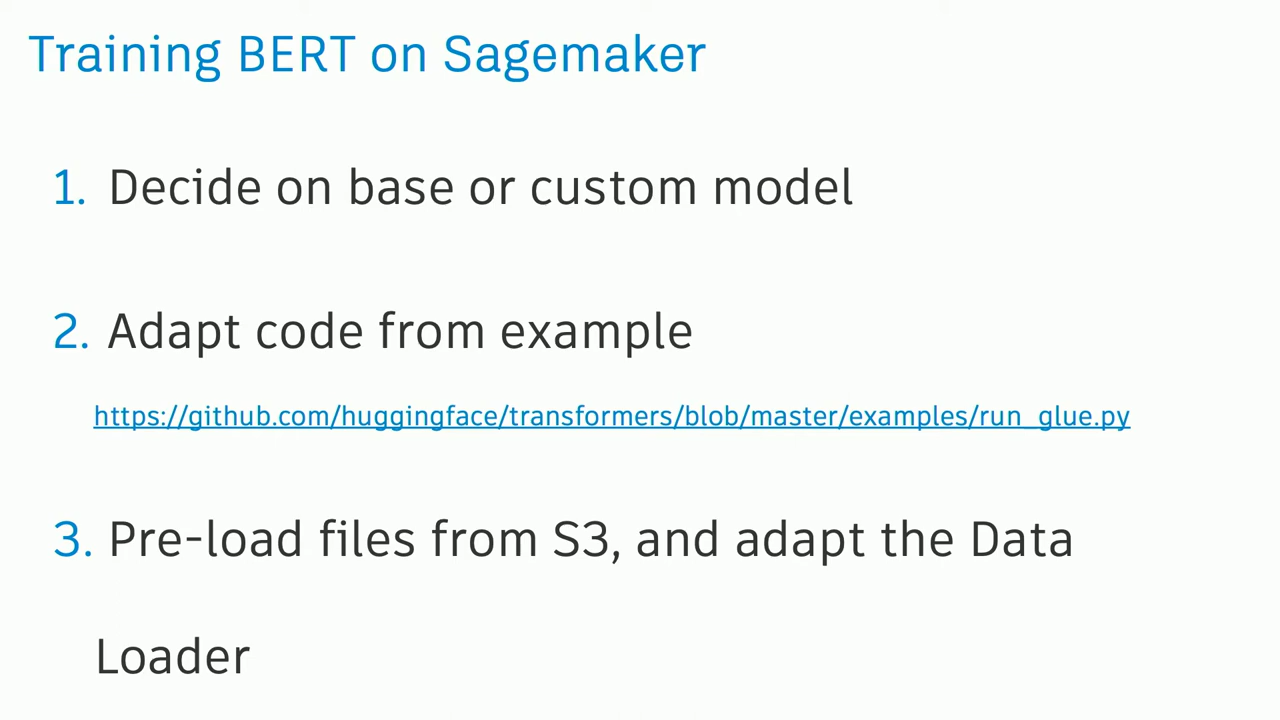 Training BERT on Sagemaker
1. Decide on base or custom model
2. Adapt code from example
https://github.com/huggingface/transformers/blob/master/examples/run_glue.py
3. Pre-load files from S3, and adapt the Data
Loader